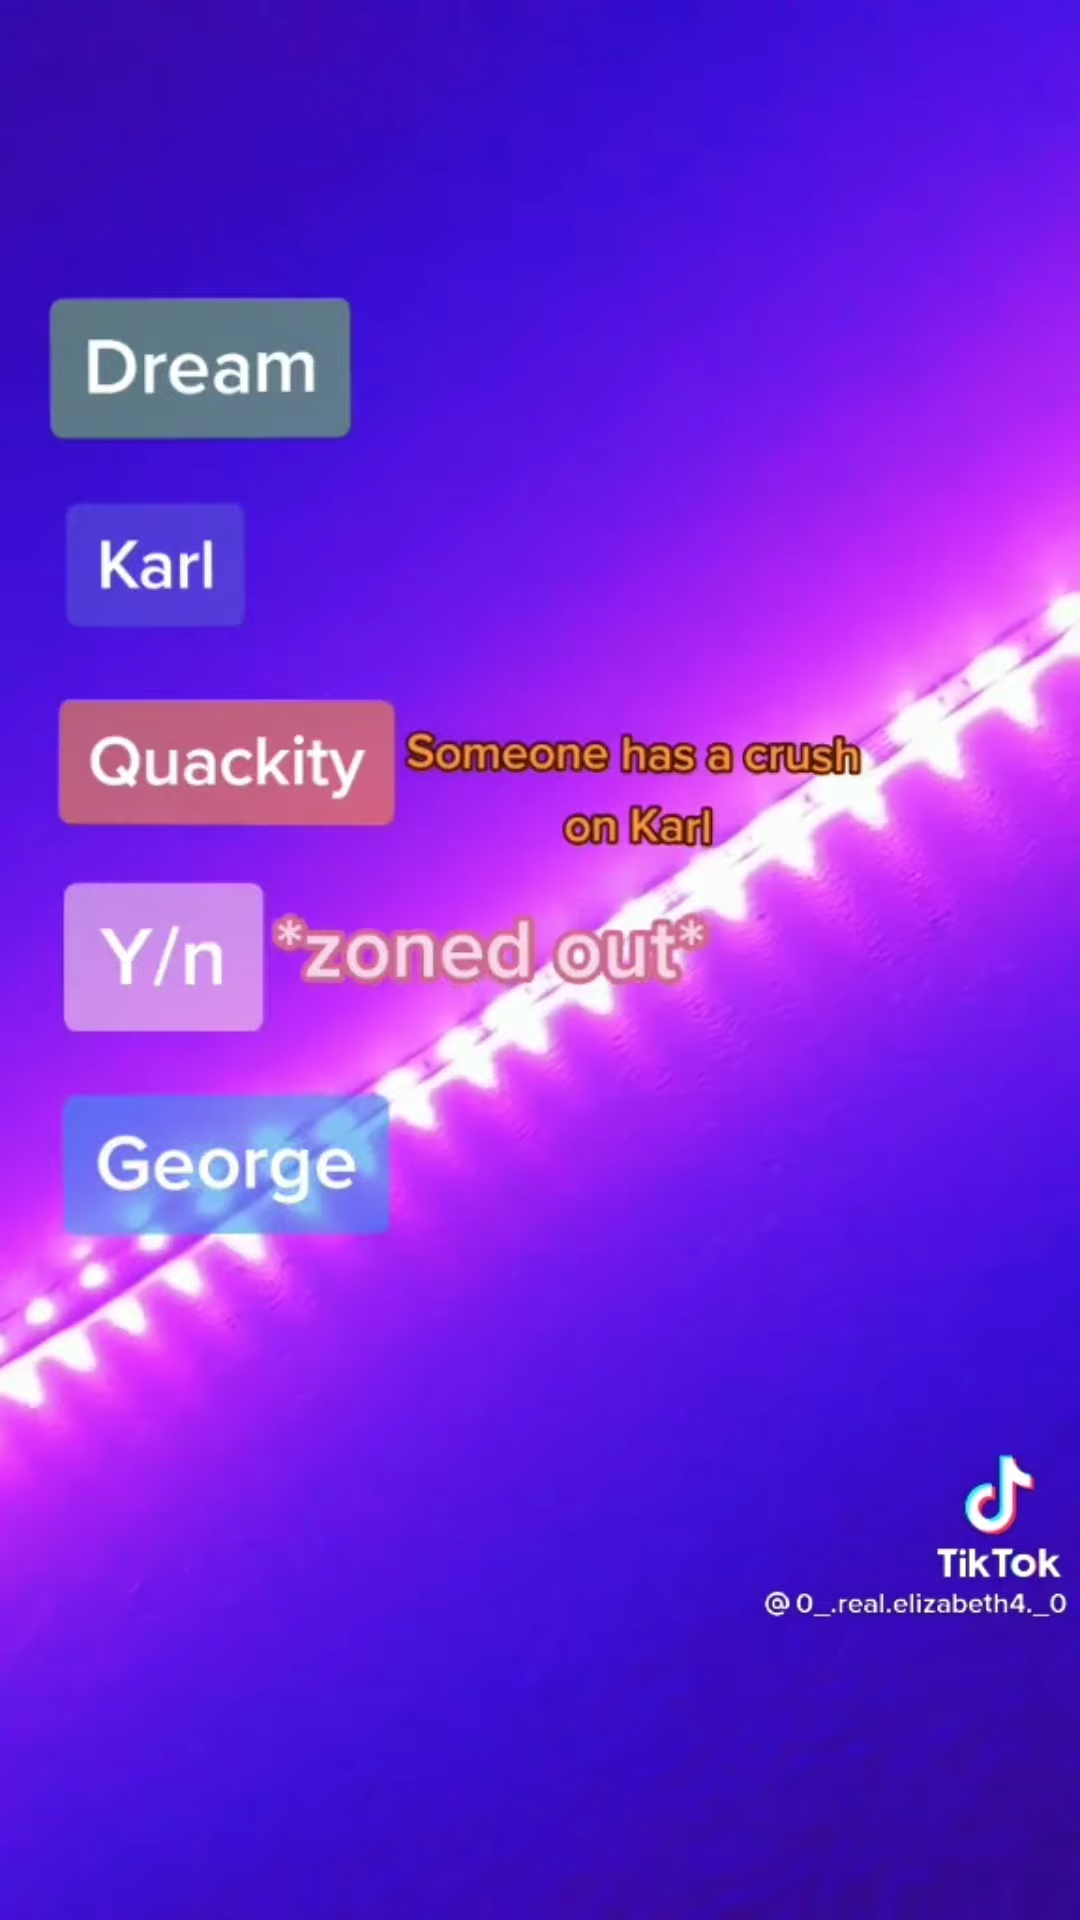 Dream
Karl
Quackity
Someone has a crush
on Karl
Y/n
*zoned out*
George
TikTok
@0_.real.elizabeth4._0